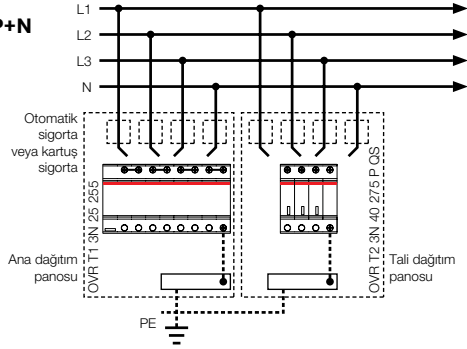 P+N
L1
L2
L3
N
Otomatik
sigorta
veya kartuş
sigorta
OVR T1 3N 25 255
OVR T2 3N 40 275 P QS
Ana dağıtım
panosu
Tali dağıtım
panosu
PE